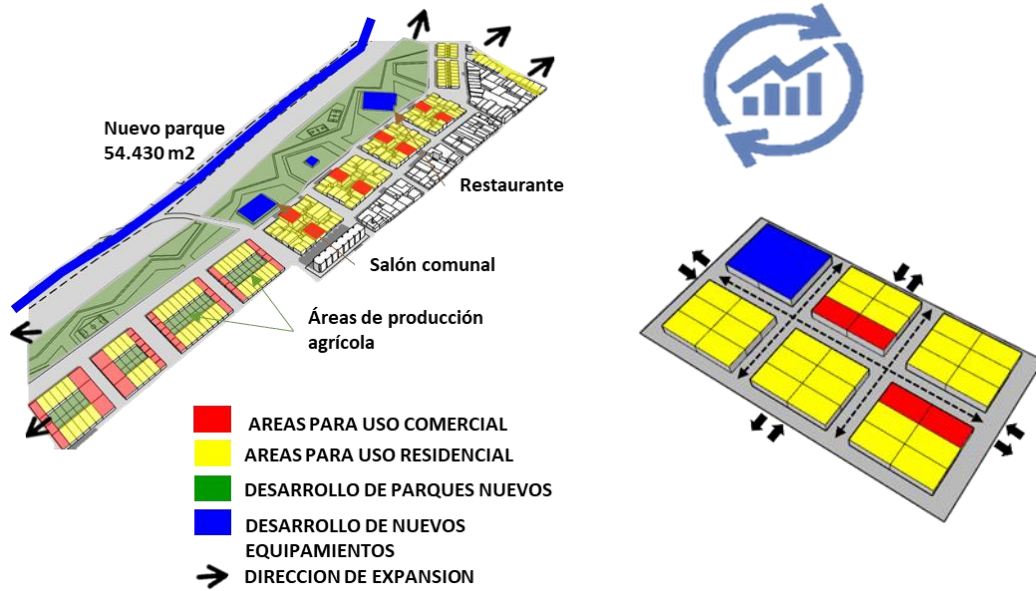 Nuevo parque
54.430 m2
Restaurante
Salón comunal
Áreas de producción
agrícola
AREAS PARA USO COMERCIAL
AREAS PARA USO RESIDENCIAL
DESARROLLO DE PARQUES NUEVOS
DESARROLLO DE NUEVOS
EQUIPAMIENTOS
DIRECCION DE EXPANSION